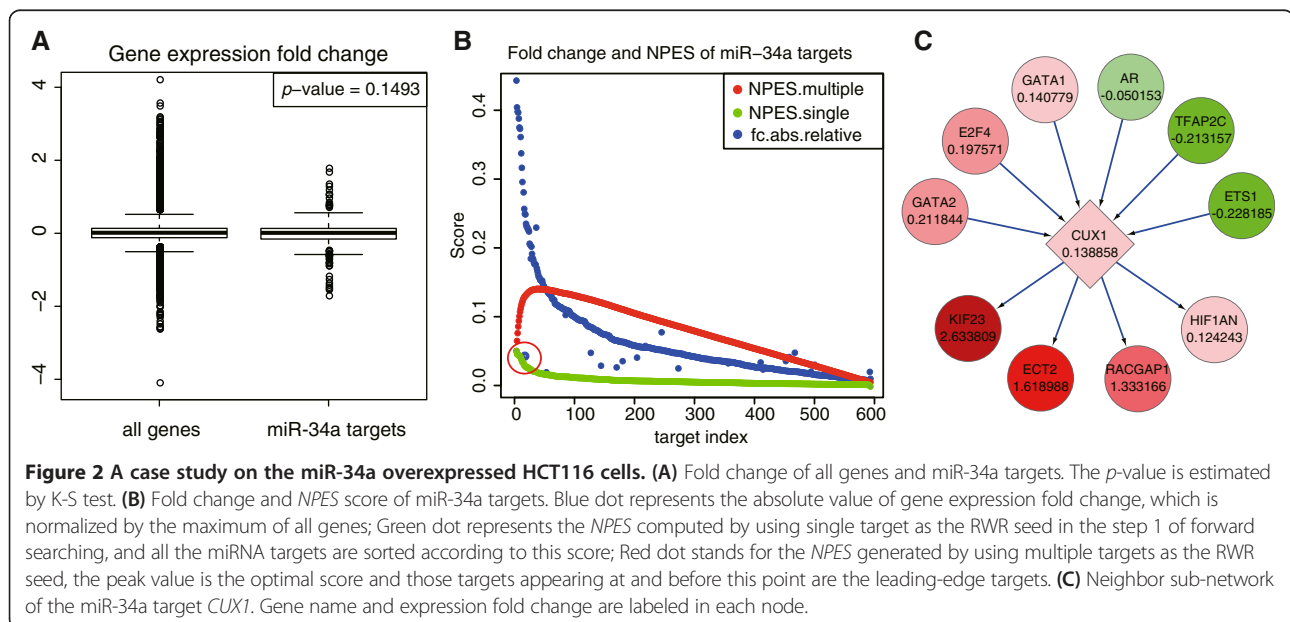 A
Gene expression fold change
p-value = 0.1493
4
2
0
−2
−4
all genes
miR-34a targets
B
Fold change and NPES of miR−34a targets
NPES.multiple
NPES.single
fc.abs.relative
Score
0.4
0.3
0.2
0.1
0.0
0
100
200
300
400
500
600
target index
C
GATA1
0.140779
AR
-0.050153
E2F4
0.197571
TFAP2C
-0.213157
GATA2
0.211844
ETS1
-0.228185
CUX1
0.138858
KIF23
2.633809
HIF1AN
0.124243
ECT2
1.618988
RACGAP1
1.333166
Figure 2 A case study on the miR-34a overexpressed HCT116 cells. (A) Fold change of all genes and miR-34a targets. The p-value is estimated
by K-S test. (B) Fold change and NPES score of miR-34a targets. Blue dot represents the absolute value of gene expression fold change, which is
normalized by the maximum of all genes; Green dot represents the NPES computed by using single target as the RWR seed in the step 1 of forward
searching, and all the miRNA targets are sorted according to this score; Red dot stands for the NPES generated by using multiple targets as the RWR
seed, the peak value is the optimal score and those targets appearing at and before this point are the leading-edge targets. (C) Neighbor sub-network
of the miR-34a target CUX1. Gene name and expression fold change are labeled in each node.